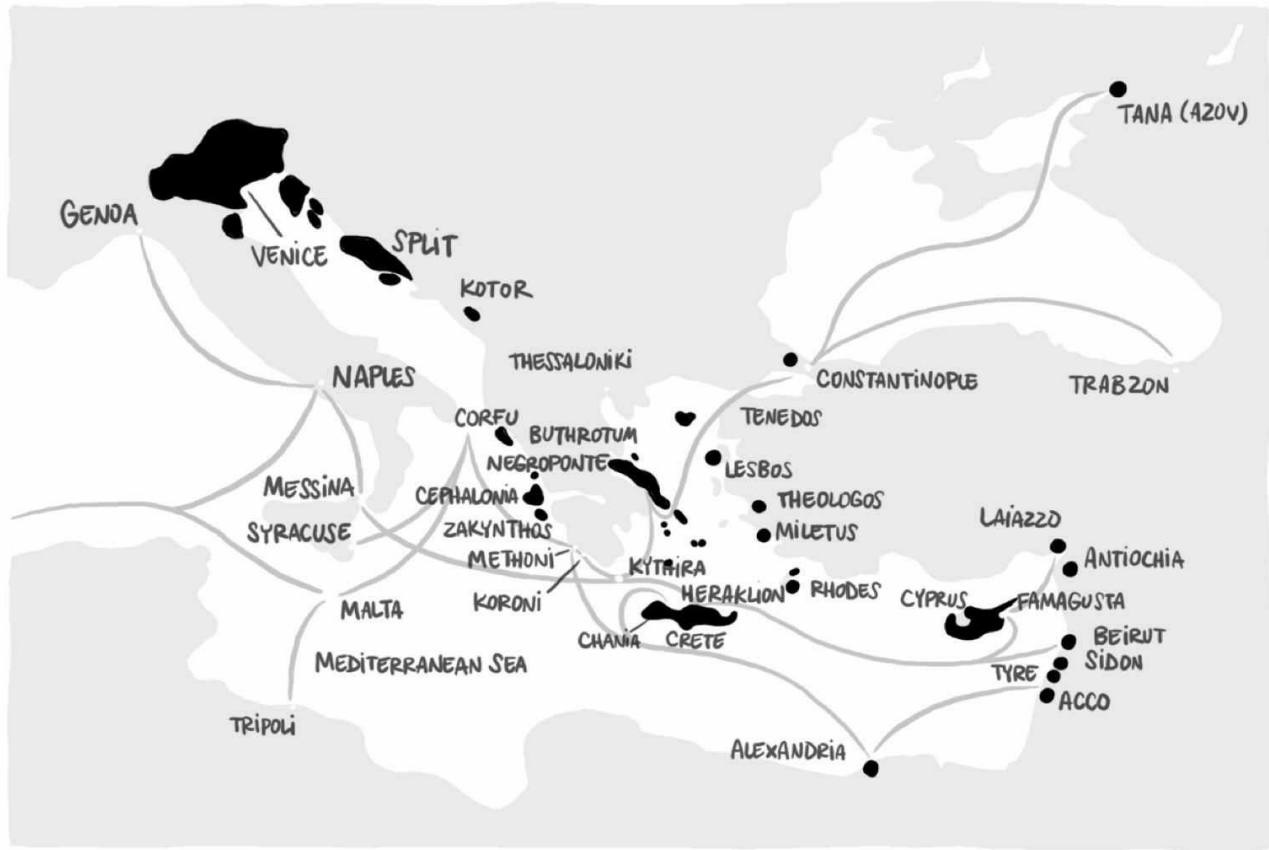 TANA (AZOV)
GENOA
VENiCE
SPLiT
KOTOR
THESSALONiKi
NAPLES
CONSTANTiNOPLE
TRABZON
CORFU
TENEDOS
BUTHROTUM
NEGROPONTE
LESBOS
MESSiNA
CEPHALONiA
THEOLOGOS
SYRACUSE
ZAKYNTHOS
MiLETUS
LAiAZZO
METHONi
KYTHiRA
ANTiOCHiA
KORONi
HERAKLiON
RHODES
CYPRUS
FAMAGUSTA
MALTA
CHANiA
CRETE
BEiRUT
MEDiTERRANEAN SEA
SiDON
TYRE
ACCO
TRiPOLi
ALEXANDRiA